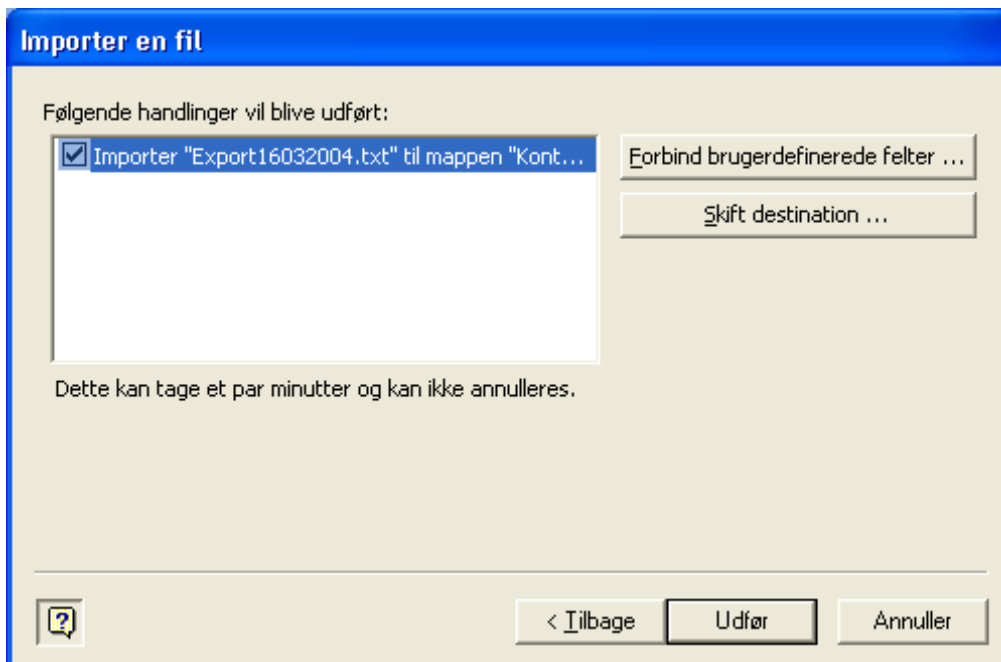 Importer en fil
Følgende handlinger vil blive udført:
Importer "Export16032004.txt" til mappen "Kont...
Forbind brugerdefinerede felter ...
Skift destination ...
Dette kan tage et par minutter og kan ikke annulleres.
< Tilbage
Udfør
Annuller